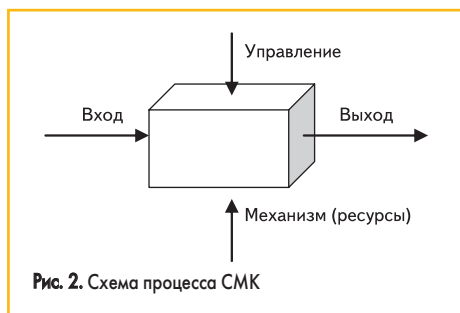 Управление
Вход
Выход
Механизм (ресурсы)
Рис. 2. Схема процесса СМК